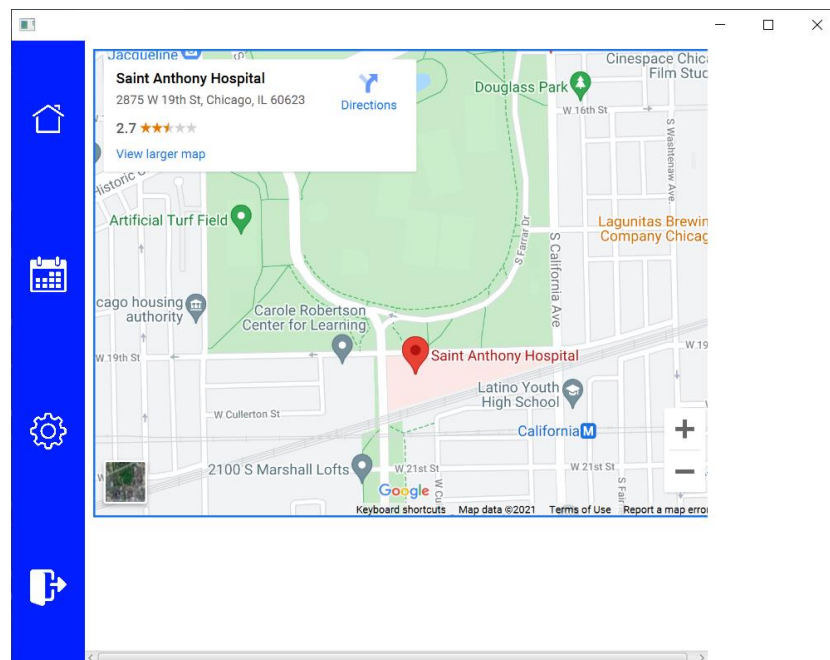 Jacqueline
Saint Anthony Hospital
2875 W 19th St, Chicago, IL 60623
Directions
2.7
View larger map
Cinespace Chic
Film Stud
Douglass Park
W 16th St
S Washtenaw Ave.
Historic
Artificial Turf Field
Lagunitas Brewin
Company Chicag
S Farrar Dr
S California Ave
cago housing
authority
Carole Robertson
Center for Learning
W.19th St
Saint Anthony Hospital
W.19
Latino Youth
High School
W Cullerton St
California M
2100 S Marshall Lofts
W 21st St
W 21st St
S Fair
W Cu
Google
Keyboard shortcuts Map data ©2021 Terms of Use Report a map erro